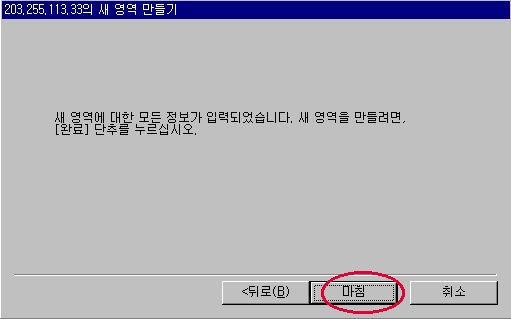 203,255,113,33의 새 영역 만들기
새 영역에 대한 모든 정보가 입력되었습니다. 새 영역을 만들려면,
[완료] 단추를 누르십시오.
<뒤로(B) 마침 취소